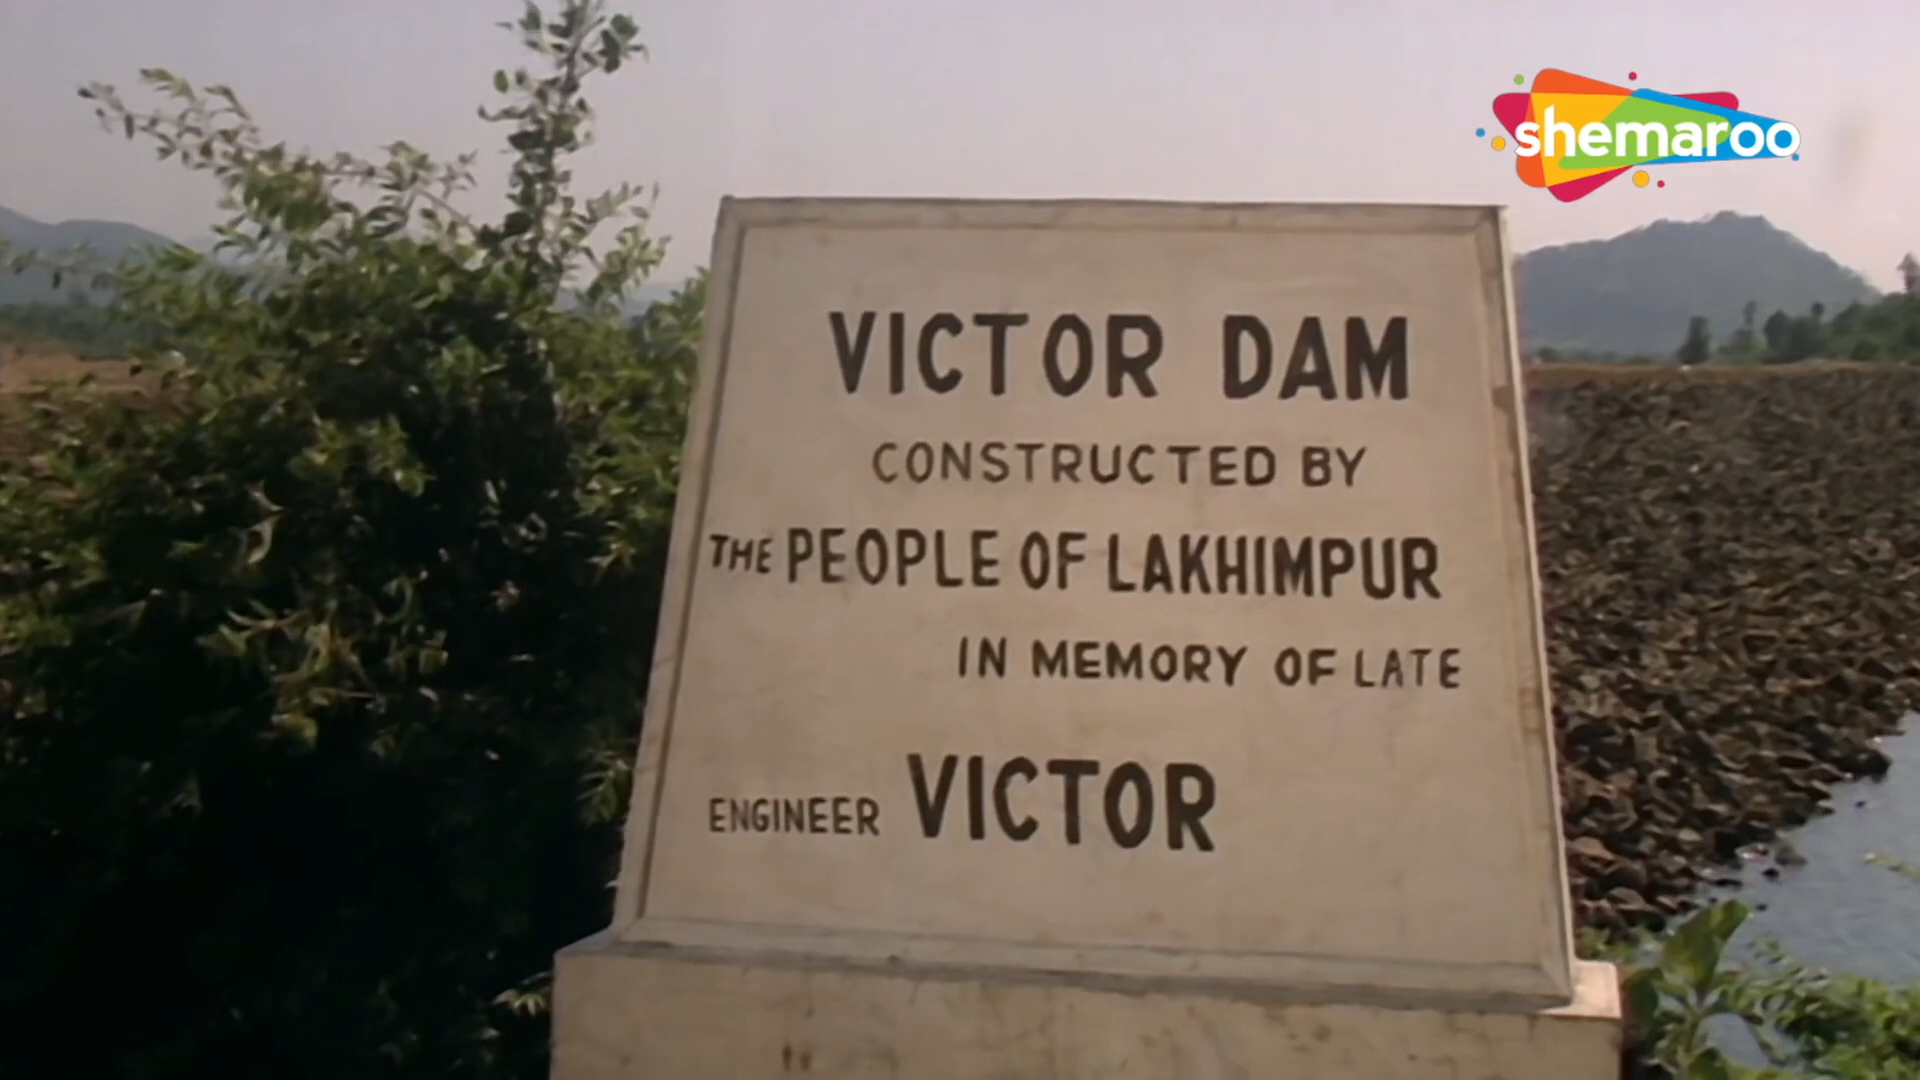 shemaroo
VICTOR DAM
CONSTRUCTED BY
THE PEOPLE OF LAKHIMPUR
IN MEMORY OF LATE
ENGINEER VICTOR